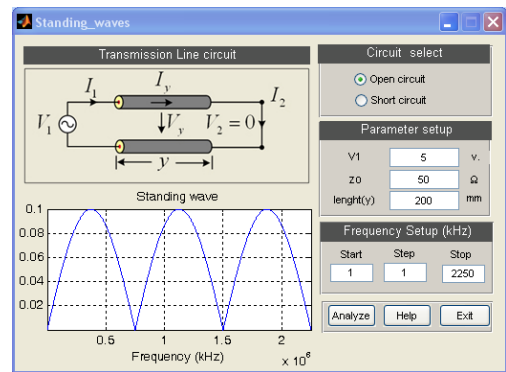 Standing_waves
Transmission Line circuit
I1
Iy
I2
V1
Vy
V2 = 0
y
Standing wave
0.1
0.08
0.06
0.04
0.02
0.5
1
1.5
2
Frequency (kHz)
x 10^6
Circuit select
Open circuit
Short circuit
Parameter setup
V1 5 v.
zo 50 Ω
lenght(y) 200 mm
Frequency Setup (kHz)
Start Step Stop
1 1 2250
Analyze Help Exit